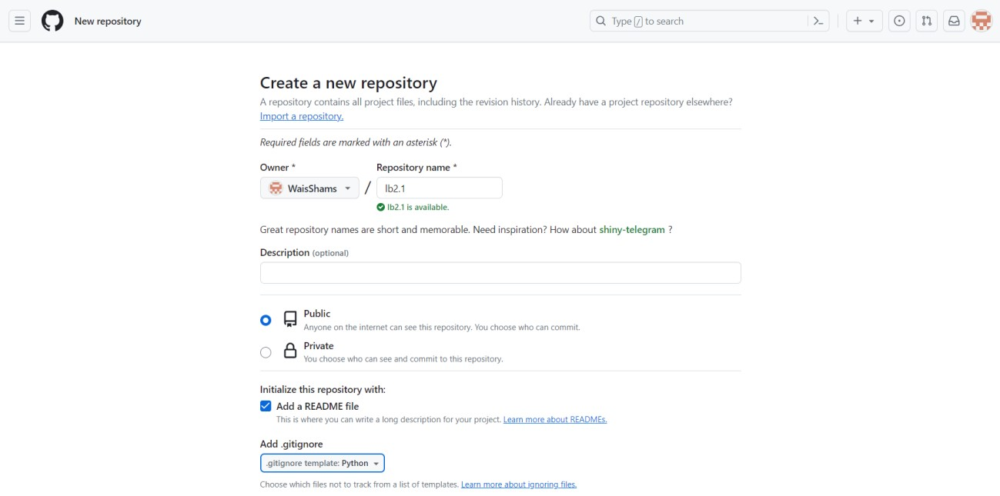 New repository
Type / to search
Create a new repository
A repository contains all project files, including the revision history. Already have a project repository elsewhere?
Import a repository.
Required fields are marked with an asterisk (*).
Owner * Repository name *
WaisShams / lb2.1
lb2.1 is available.
Great repository names are short and memorable. Need inspiration? How about shiny-telegram ?
Description (optional)
Public
Anyone on the internet can see this repository. You choose who can commit.
Private
You choose who can see and commit to this repository.
Initialize this repository with:
Add a README file
This is where you can write a long description for your project. Learn more about READMEs.
Add .gitignore
.gitignore template: Python
Choose which files not to track from a list of templates. Learn more about ignoring files.